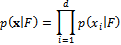 p(𝐱|F) = ∏_{i=1}^{d} p(x_i|F)